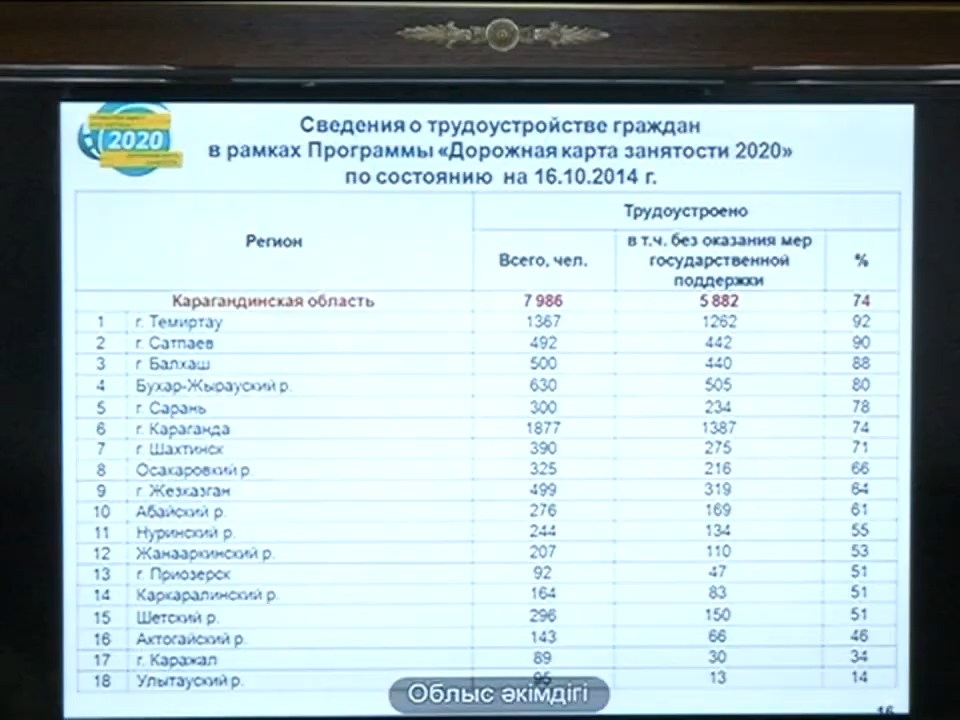 2020
Сведения о трудоустройстве граждан
в рамках Программы «Дорожная карта занятости 2020»
по состоянию на 16.10.2014 г.
Регион
Трудоустроено
Всего, чел.
в т.ч. без оказания мер
государственной
поддержки
%
Карагандинская область 7 986 5 882 74
1 г. Темиртау 1367 1262 92
2 г. Сатпаев 492 442 90
3 г. Балхаш 500 440 88
4 Бухар-Жырауский р. 630 505 80
5 г. Сарань 300 234 78
6 г. Караганда 1877 1387 74
7 г. Шахтинск 390 275 71
8 Осакаровкий р. 325 216 66
9 г. Жезказган 499 319 64
10 Абайский р. 276 169 61
11 Нуринский р. 244 134 55
12 Жанааркинский р. 207 110 53
13 г. Приозерск 92 47 51
14 Каркаралинский р. 164 83 51
15 Шетский р. 296 150 51
16 Актогайский р. 143 66 46
17 г. Каражал 89 30 34
18 Улытауский р. 95 13 14
Облыс әкімдігі
16